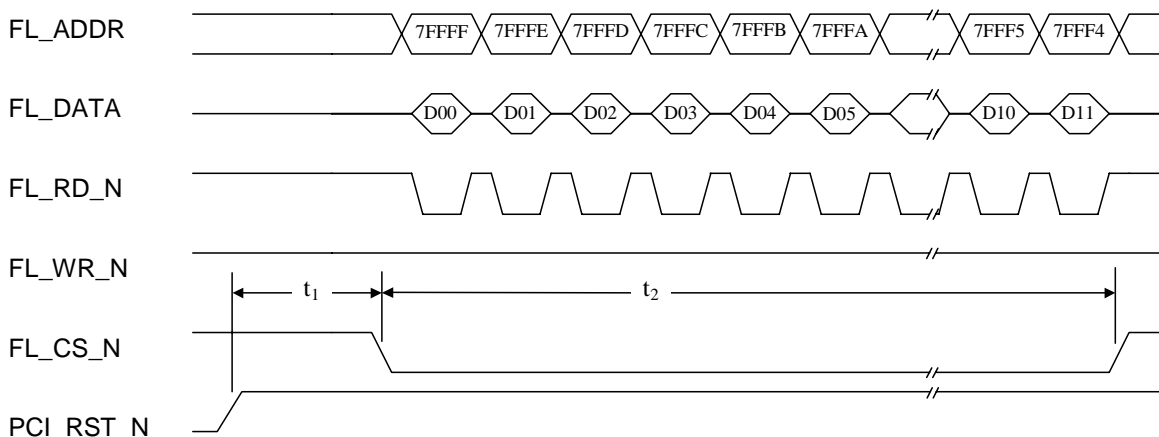 FL_ADDR 7FFFF 7FFFE 7FFFD 7FFFC 7FFFB 7FFFA 7FFF5 7FFF4
FL_DATA D00 D01 D02 D03 D04 D05 D10 D11
FL_RD_N
FL_WR_N
t1 t2
FL_CS_N
PCI_RST_N